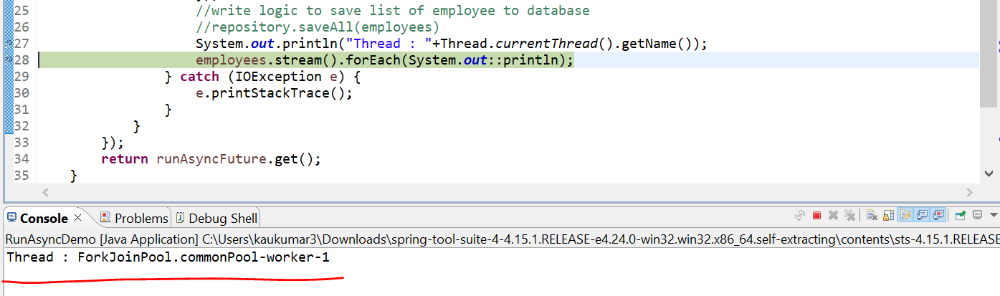 25 //write logic to save list of employee to database
26 //repository.saveAll(employees)
27 System.out.println("Thread : "+Thread.currentThread().getName());
28 employees.stream().forEach(System.out::println);
29 } catch (IOException e) {
30 e.printStackTrace();
31 }
32 }
33 });
34 return runAsyncFuture.get();
35 }
Console Problems Debug Shell
RunAsyncDemo [Java Application] C:\Users\kaukumar3\Downloads\spring-tool-suite-4-4.15.1.RELEASE-e4.24.0-win32.win32.x86_64.self-extracting\contents\sts-4.15.1.RELEASE
Thread : ForkJoinPool.commonPool-worker-1